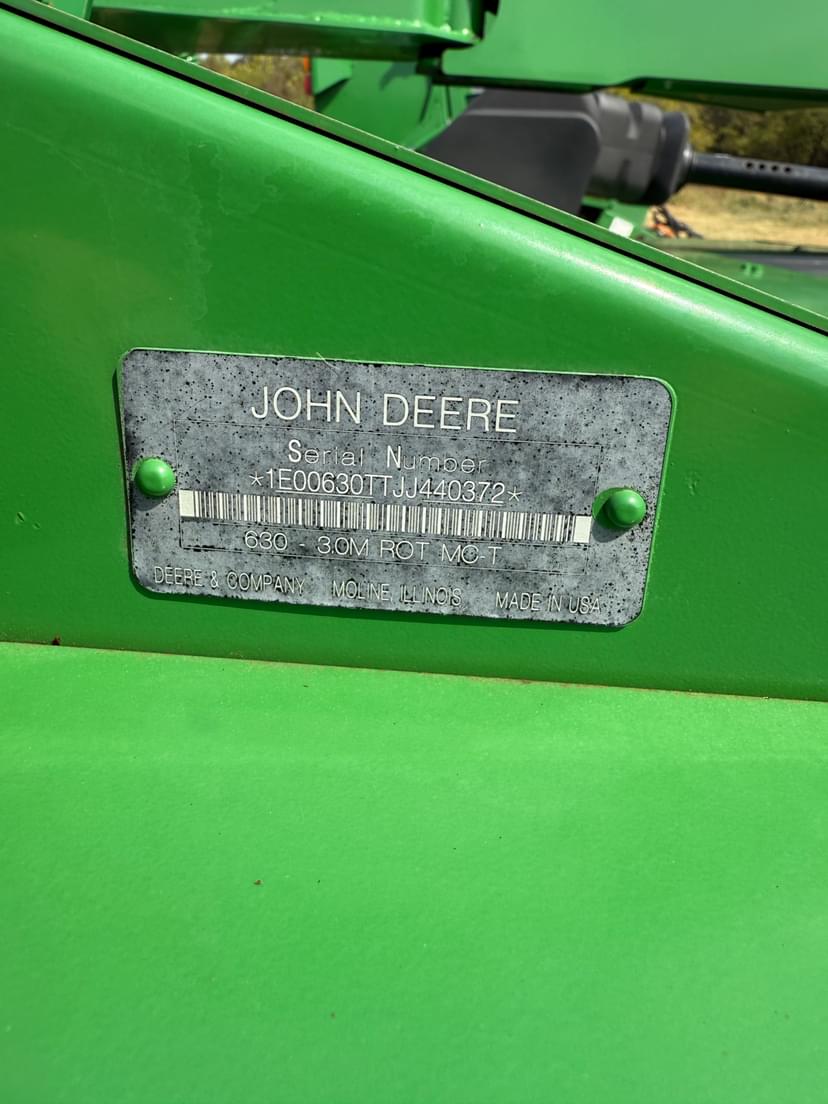 JOHN DEERE
Serial Number
*1E00630TTJJ440372*
630 - 3.0M ROT MC-T
DEERE & COMPANY MOLINE, ILLINOIS MADE IN USA